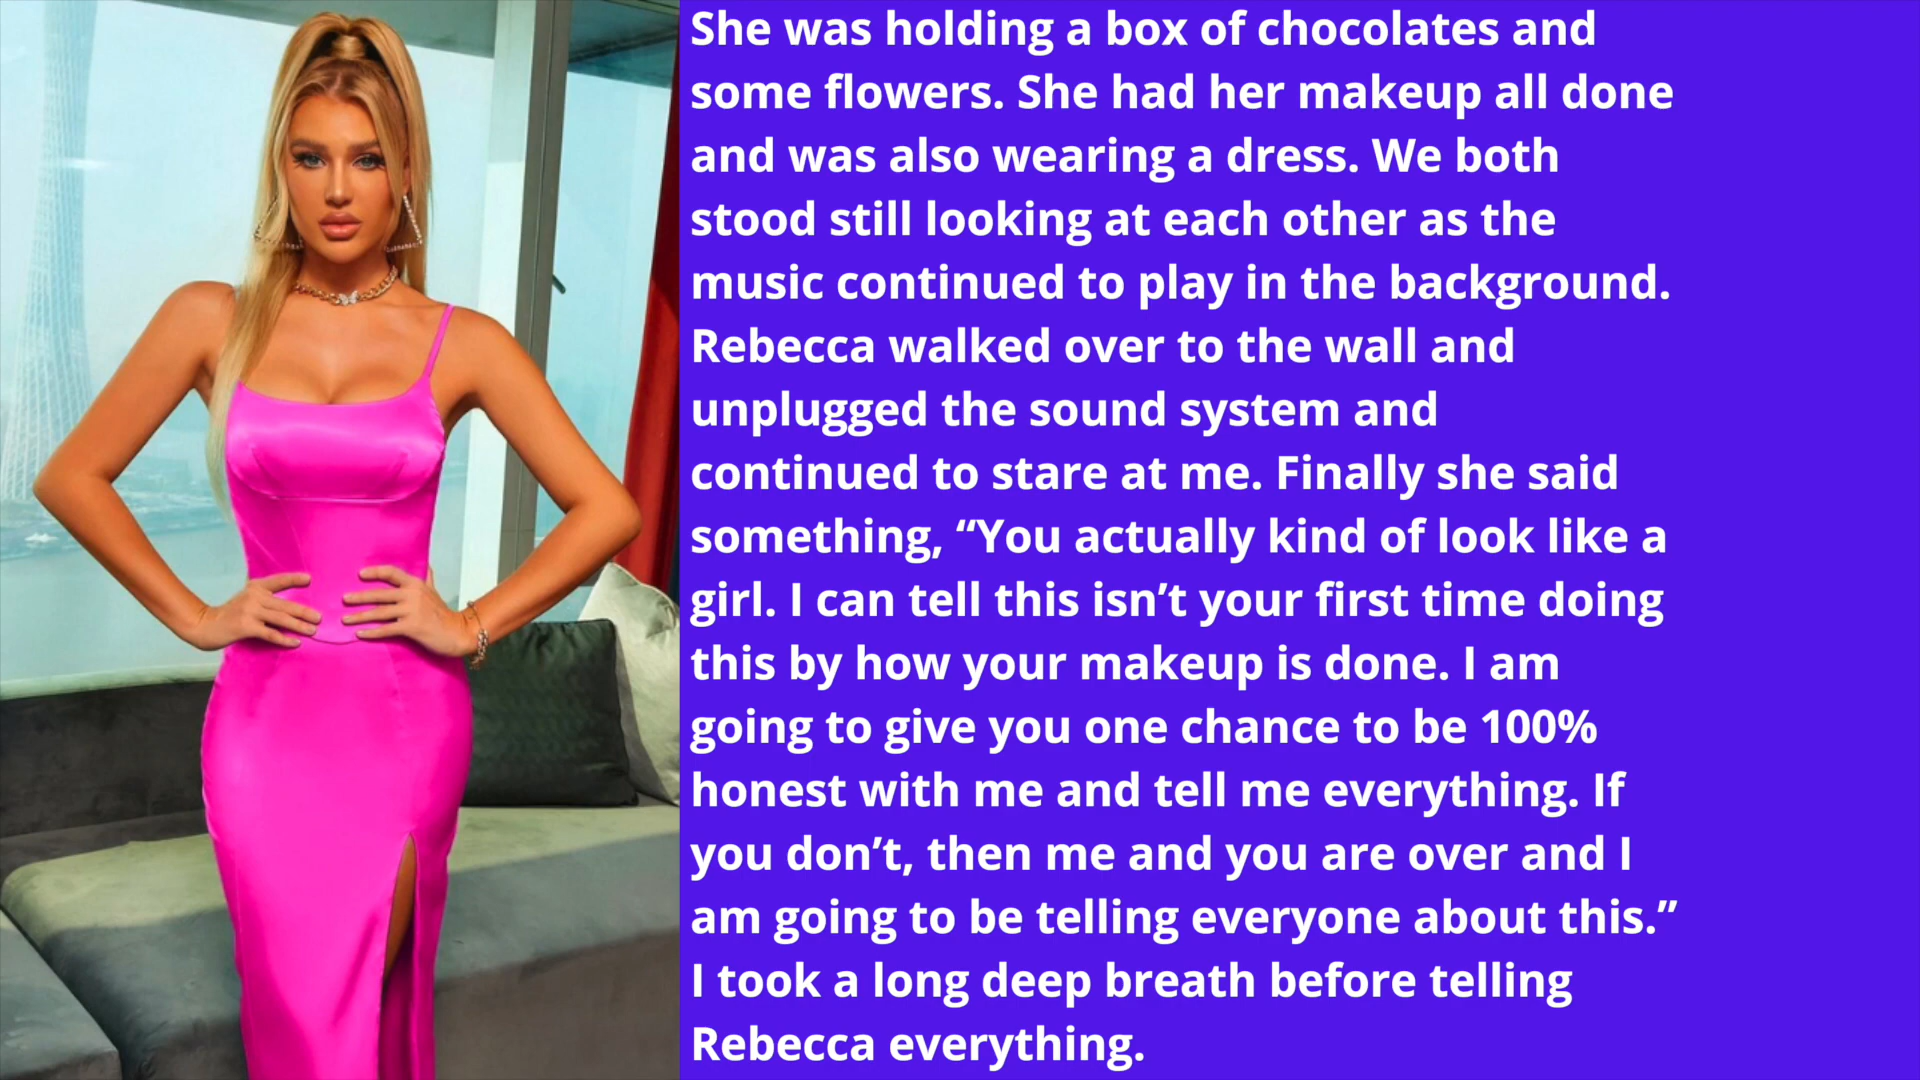 She was holding a box of chocolates and
some flowers. She had her makeup all done
and was also wearing a dress. We both
stood still looking at each other as the
music continued to play in the background.
Rebecca walked over to the wall and
unplugged the sound system and
continued to stare at me. Finally she said
something, “You actually kind of look like a
girl. I can tell this isn’t your first time doing
this by how your makeup is done. I am
going to give you one chance to be 100%
honest with me and tell me everything. If
you don’t, then me and you are over and I
am going to be telling everyone about this.”
I took a long deep breath before telling
Rebecca everything.